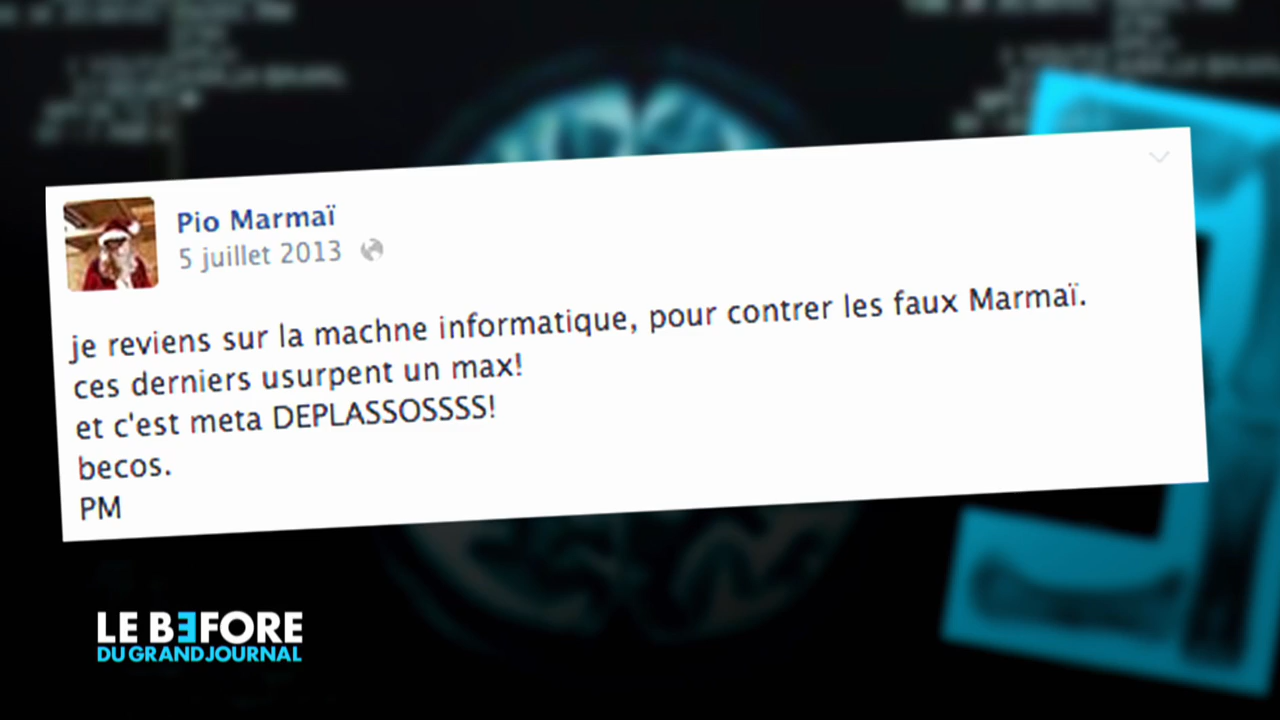 Pio Marmaï
5 juillet 2013
je reviens sur la machne informatique, pour contrer les faux Marmaï.
ces derniers usurpent un max!
et c'est meta DEPLASSOSSSS!
becos.
PM
LE BEFORE
DU GRAND JOURNAL